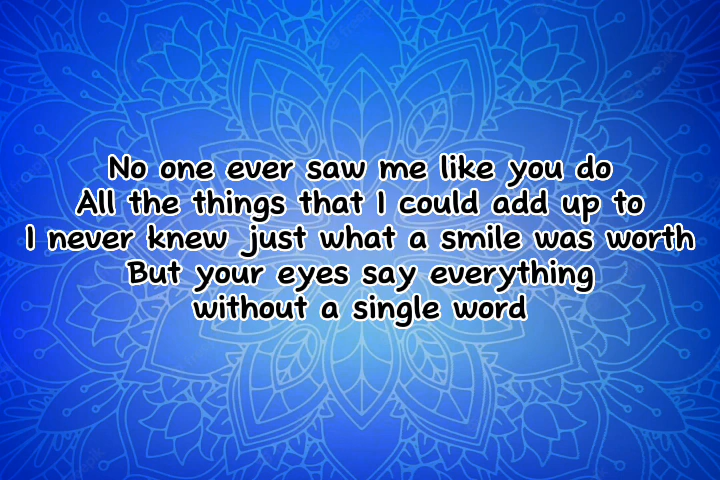 No one ever saw me like you do
All the things that I could add up to
I never knew just what a smile was worth
But your eyes say everything
without a single word